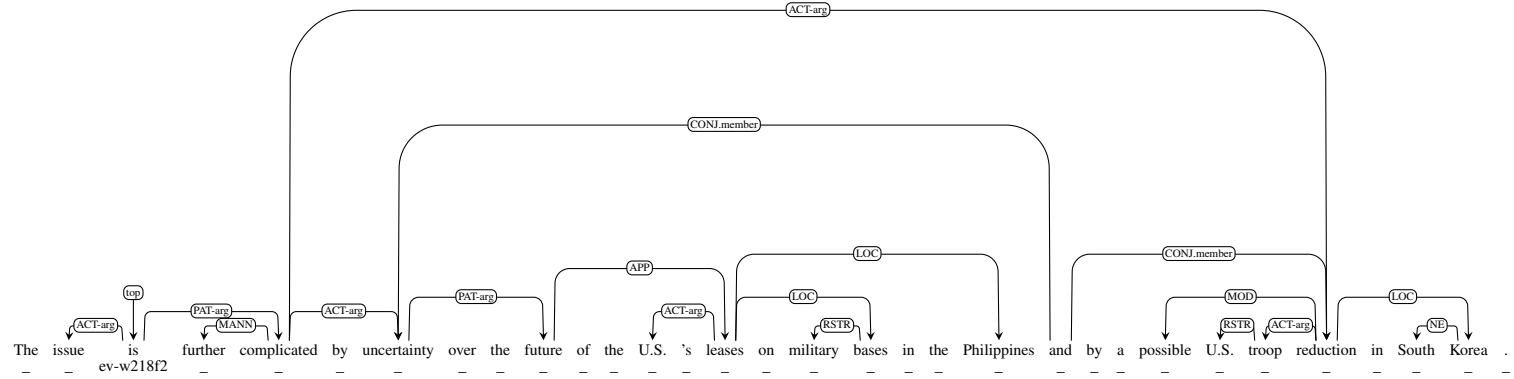 ACT-arg
CONJ.member
LOC CONJ.member
APP
top PAT-arg LOC MOD LOC
PAT-arg ACT-arg ACT-arg
ACT-arg MANN RSTR RSTR ACT-arg NE
The issue is further complicated by uncertainty over the future of the U.S. 's leases on military bases in the Philippines and by a possible U.S. troop reduction in South Korea .
_ _ ev-w218f2 _ _ _ _ _ _ _ _ _ _ _ _ _ _ _ _ _ _ _ _ _ _ _ _ _ _ _ _ _